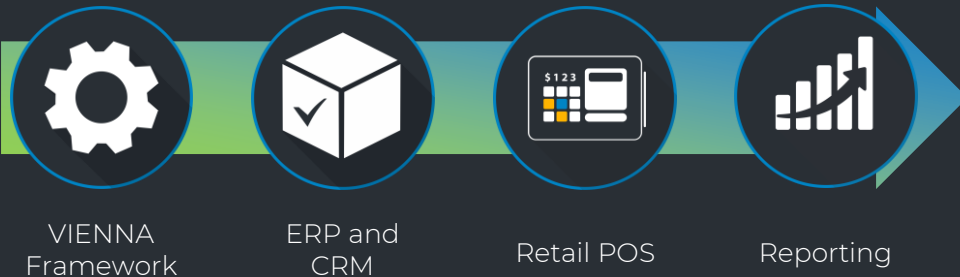 $123
VIENNA
Framework
ERP and
CRM
Retail POS
Reporting